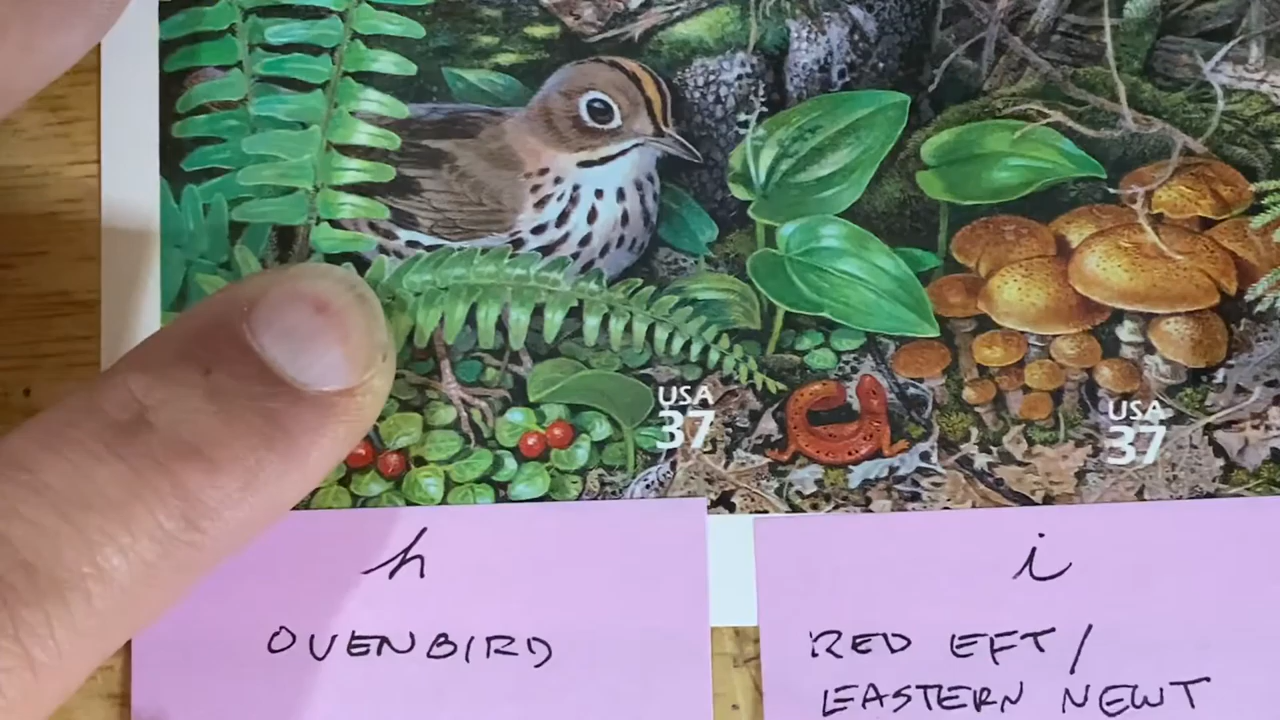 USA
37
USA
37
h
OVENBIRD
i
RED EFT/
EASTERN NEWT